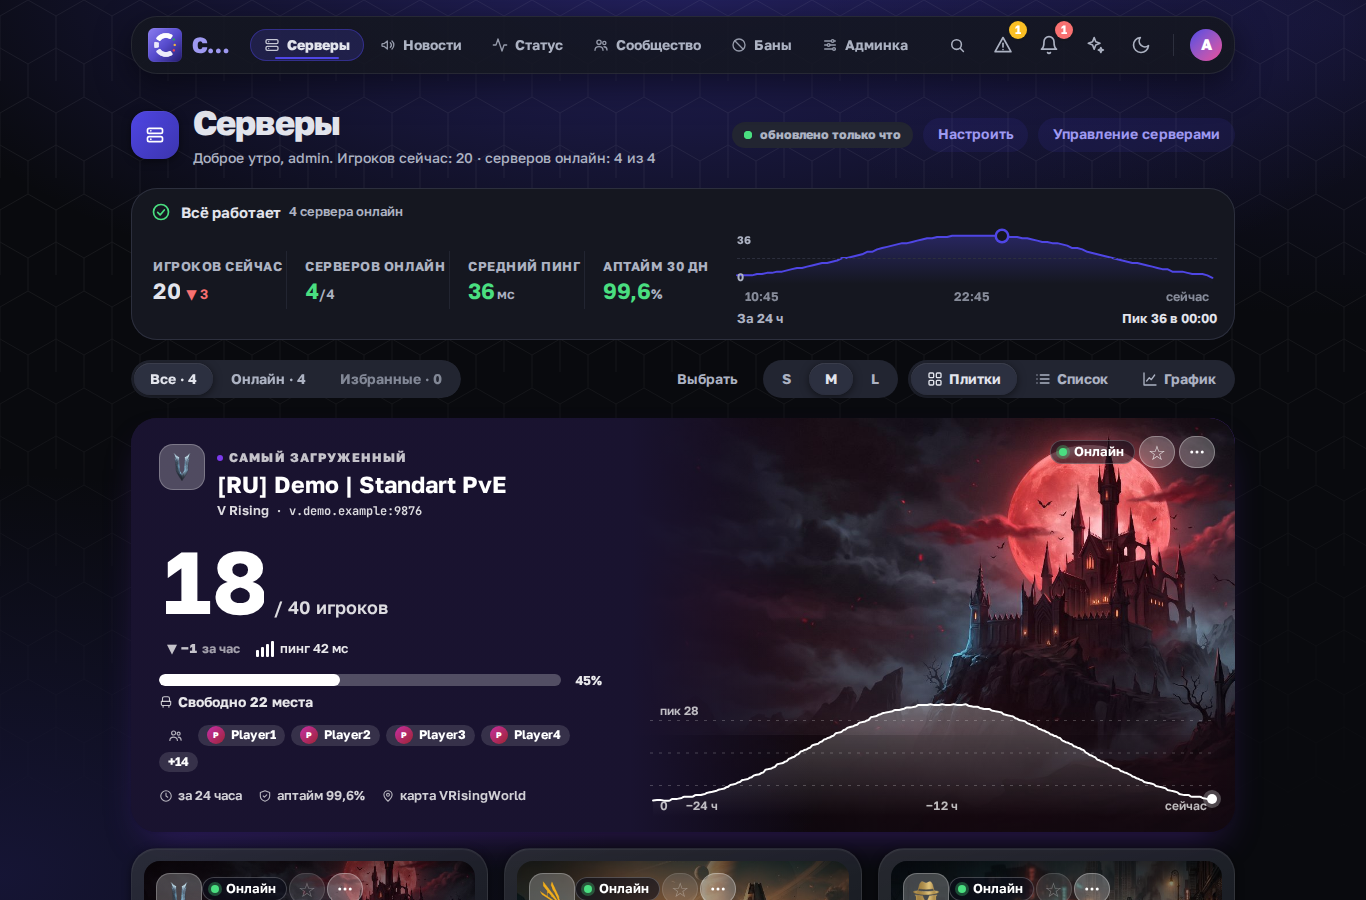 С...
Серверы
Новости
Статус
Сообщество
Баны
Админка
1
1
A
Серверы
Доброе утро, admin. Игроков сейчас: 20 · серверов онлайн: 4 из 4
обновлено только что
Настроить
Управление серверами
Всё работает 4 сервера онлайн
ИГРОКОВ СЕЙЧАС
20 ▼ 3
СЕРВЕРОВ ОНЛАЙН
4/4
СРЕДНИЙ ПИНГ
36 мс
АПТАЙМ 30 ДН
99,6%
36
0
10:45
22:45
сейчас
За 24 ч
Пик 36 в 00:00
Все · 4
Онлайн · 4
Избранные · 0
Выбрать
S
M
L
Плитки
Список
График
САМЫЙ ЗАГРУЖЕННЫЙ
[RU] Demo | Standart PvE
V Rising · v.demo.example:9876
Онлайн
18 / 40 игроков
▼ −1 за час
пинг 42 мс
45%
Свободно 22 места
P Player1
P Player2
P Player3
P Player4
+14
за 24 часа
аптайм 99,6%
карта VRisingWorld
пик 28
0
−24 ч
−12 ч
сейчас
Онлайн
Онлайн
Онлайн